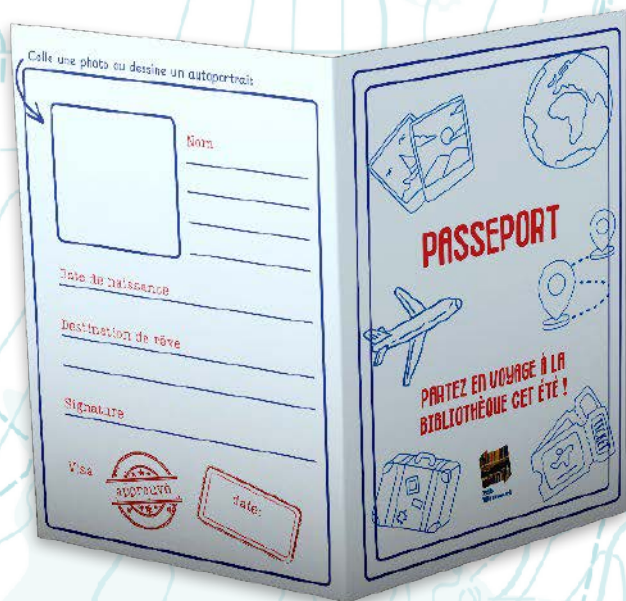 Colle une photo ou dessine un autoportrait
Nom
Date de naissance
Destination de rêve
Signature
Visa
approuvé
date:
PASSEPORT
PARTEZ EN VOYAGE À LA
BIBLIOTHÈQUE CET ÉTÉ !